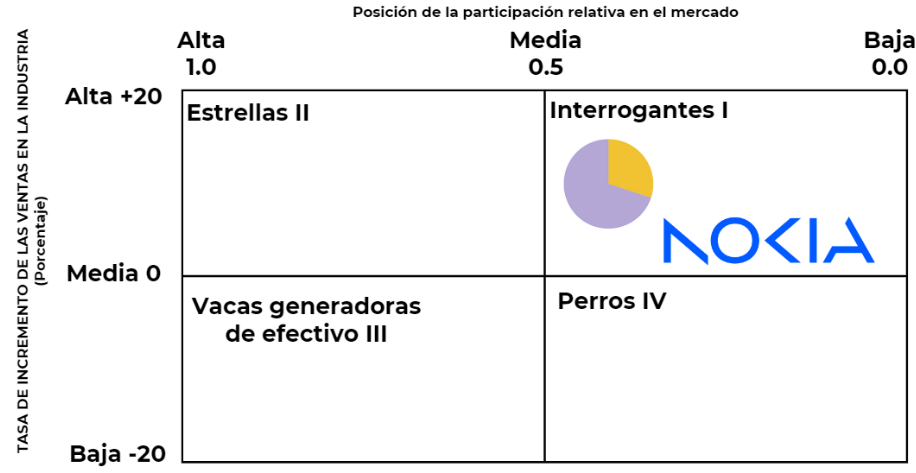 Posición de la participación relativa en el mercado
Alta
Media
Baja
1.0
0.5
0.0
TASA DE INCREMENTO DE LAS VENTAS EN LA INDUSTRIA
(Porcentaje)
Alta +20
Estrellas II
Interrogantes I
NOKIA
Media 0
Vacas generadoras
de efectivo III
Perros IV
Baja -20